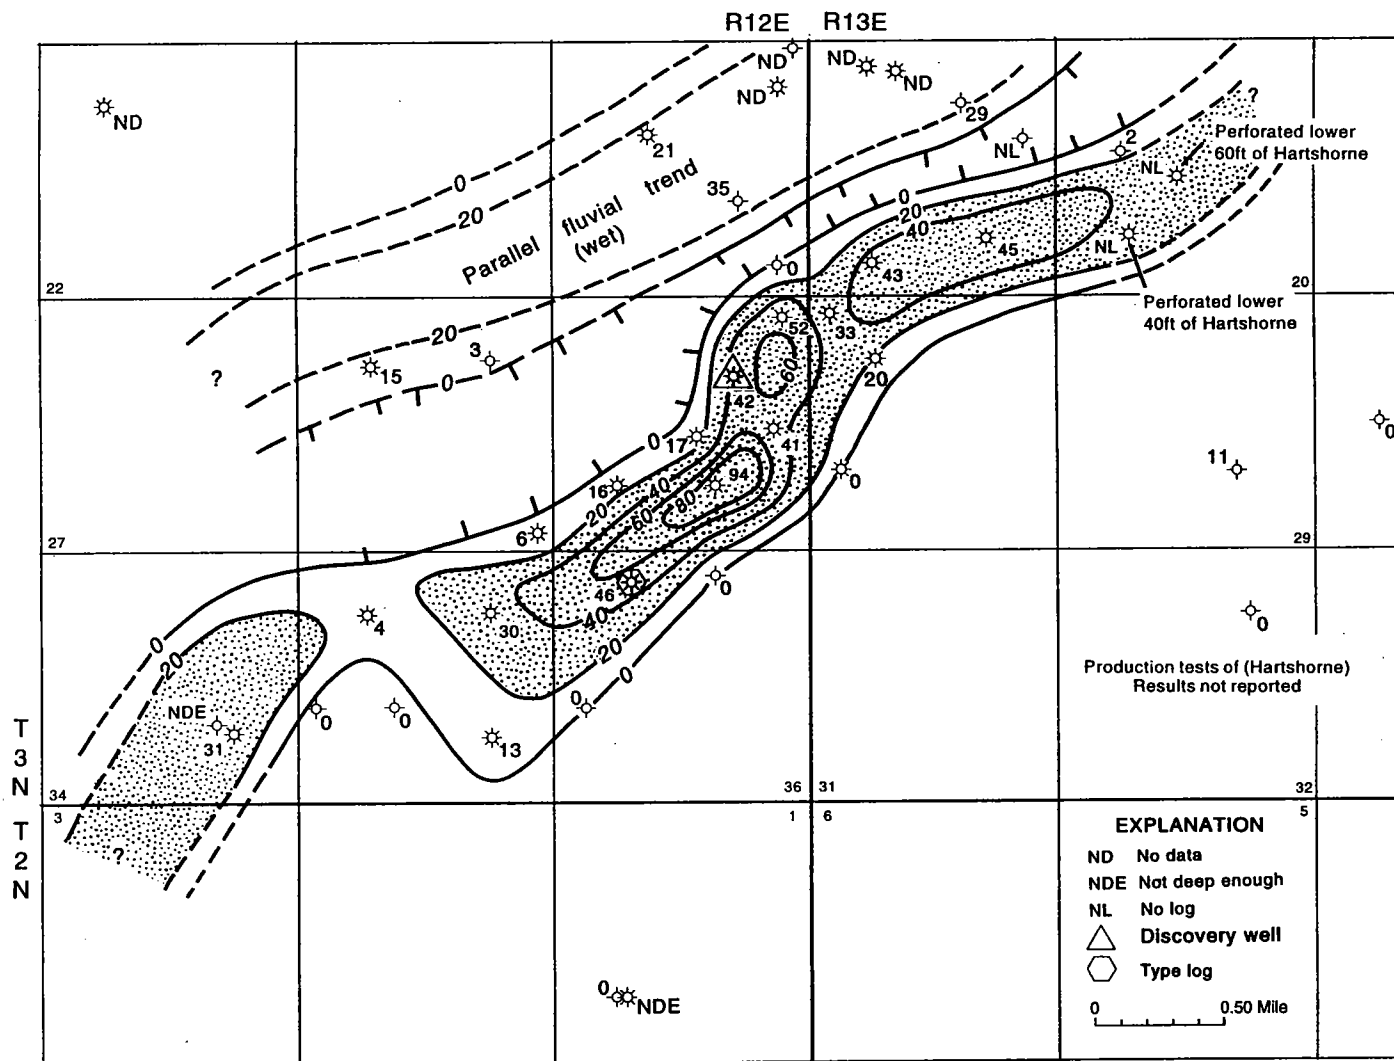 R12E R13E
ND
ND
ND
ND
ND
29
21
NL
2
?
Perforated lower
60ft of Hartshorne
NL
0
20
35
Parallel fluvial trend
(wet)
0
20
40
45
43
NL
0
22
20
Perforated lower
40ft of Hartshorne
52
33
20
3
15
?
0
60
42
20
0
17
0
41
11
0
16
40
94
20
60
80
6
27
29
46
0
40
4
30
0
20
0
20
0
Production tests of (Hartshorne)
Results not reported
NDE
31
0
0
0
13
T
3
N
T
2
N
34
36
31
32
3
1
6
5
?
EXPLANATION
ND No data
NDE Not deep enough
NL No log
Discovery well
Type log
0 0.50 Mile
0
NDE